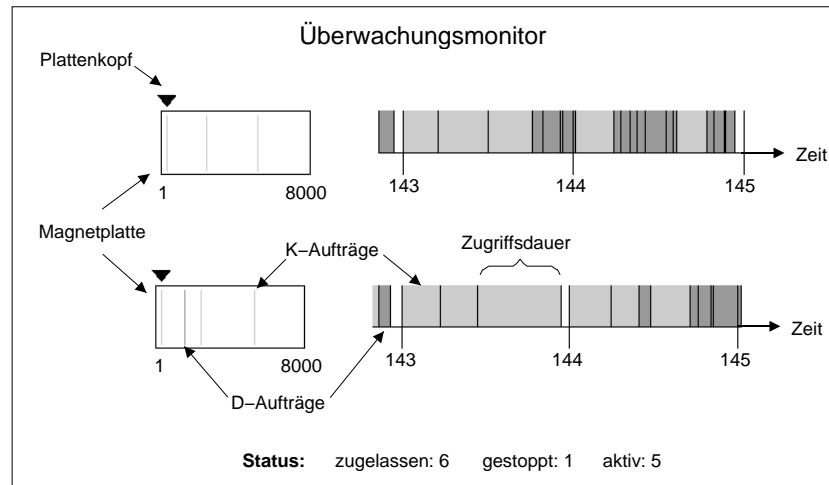 Überwachungsmonitor
Plattenkopf
Zeit
143 144 145
1 8000
Magnetplatte
K–Aufträge
Zugriffsdauer
Zeit
1 8000
143 144 145
D–Aufträge
Status: zugelassen: 6 gestoppt: 1 aktiv: 5